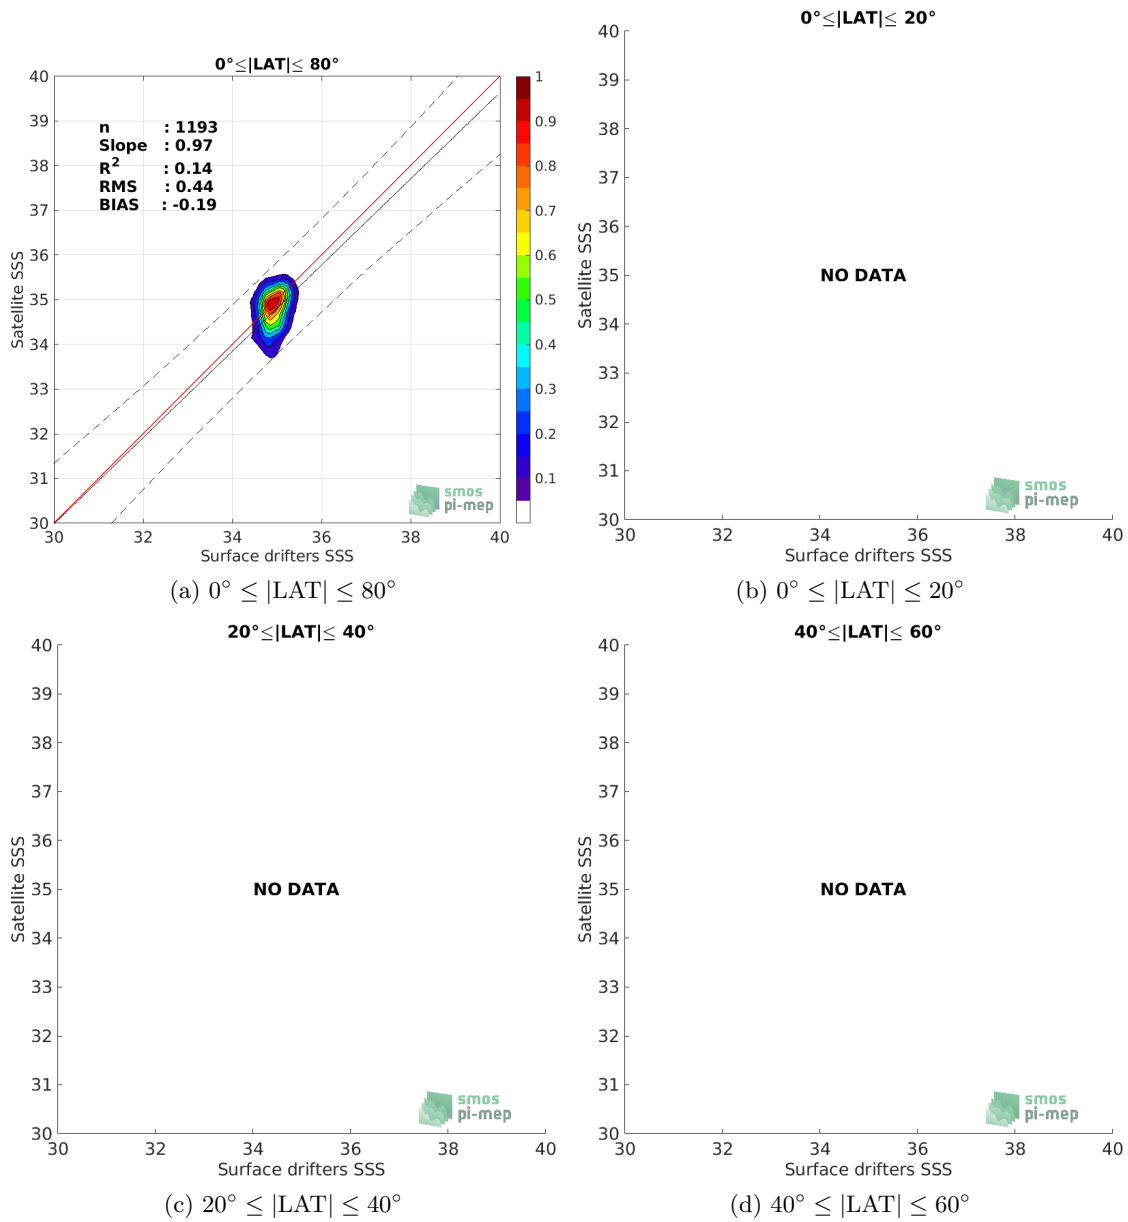 0°≤|LAT|≤ 80°
40
39
38
37
36
35
34
33
32
31
30
30 32 34 36 38 40
Satellite SSS
Surface drifters SSS
n : 1193
Slope : 0.97
R² : 0.14
RMS : 0.44
BIAS : -0.19
1
0.9
0.8
0.7
0.6
0.5
0.4
0.3
0.2
0.1
smos
pi-mep
(a) 0° ≤ |LAT| ≤ 80°
0°≤|LAT|≤ 20°
40
39
38
37
36
35
34
33
32
31
30
30 32 34 36 38 40
Satellite SSS
Surface drifters SSS
NO DATA
smos
pi-mep
(b) 0° ≤ |LAT| ≤ 20°
20°≤|LAT|≤ 40°
40
39
38
37
36
35
34
33
32
31
30
30 32 34 36 38 40
Satellite SSS
Surface drifters SSS
NO DATA
smos
pi-mep
(c) 20° ≤ |LAT| ≤ 40°
40°≤|LAT|≤ 60°
40
39
38
37
36
35
34
33
32
31
30
30 32 34 36 38 40
Satellite SSS
Surface drifters SSS
NO DATA
smos
pi-mep
(d) 40° ≤ |LAT| ≤ 60°